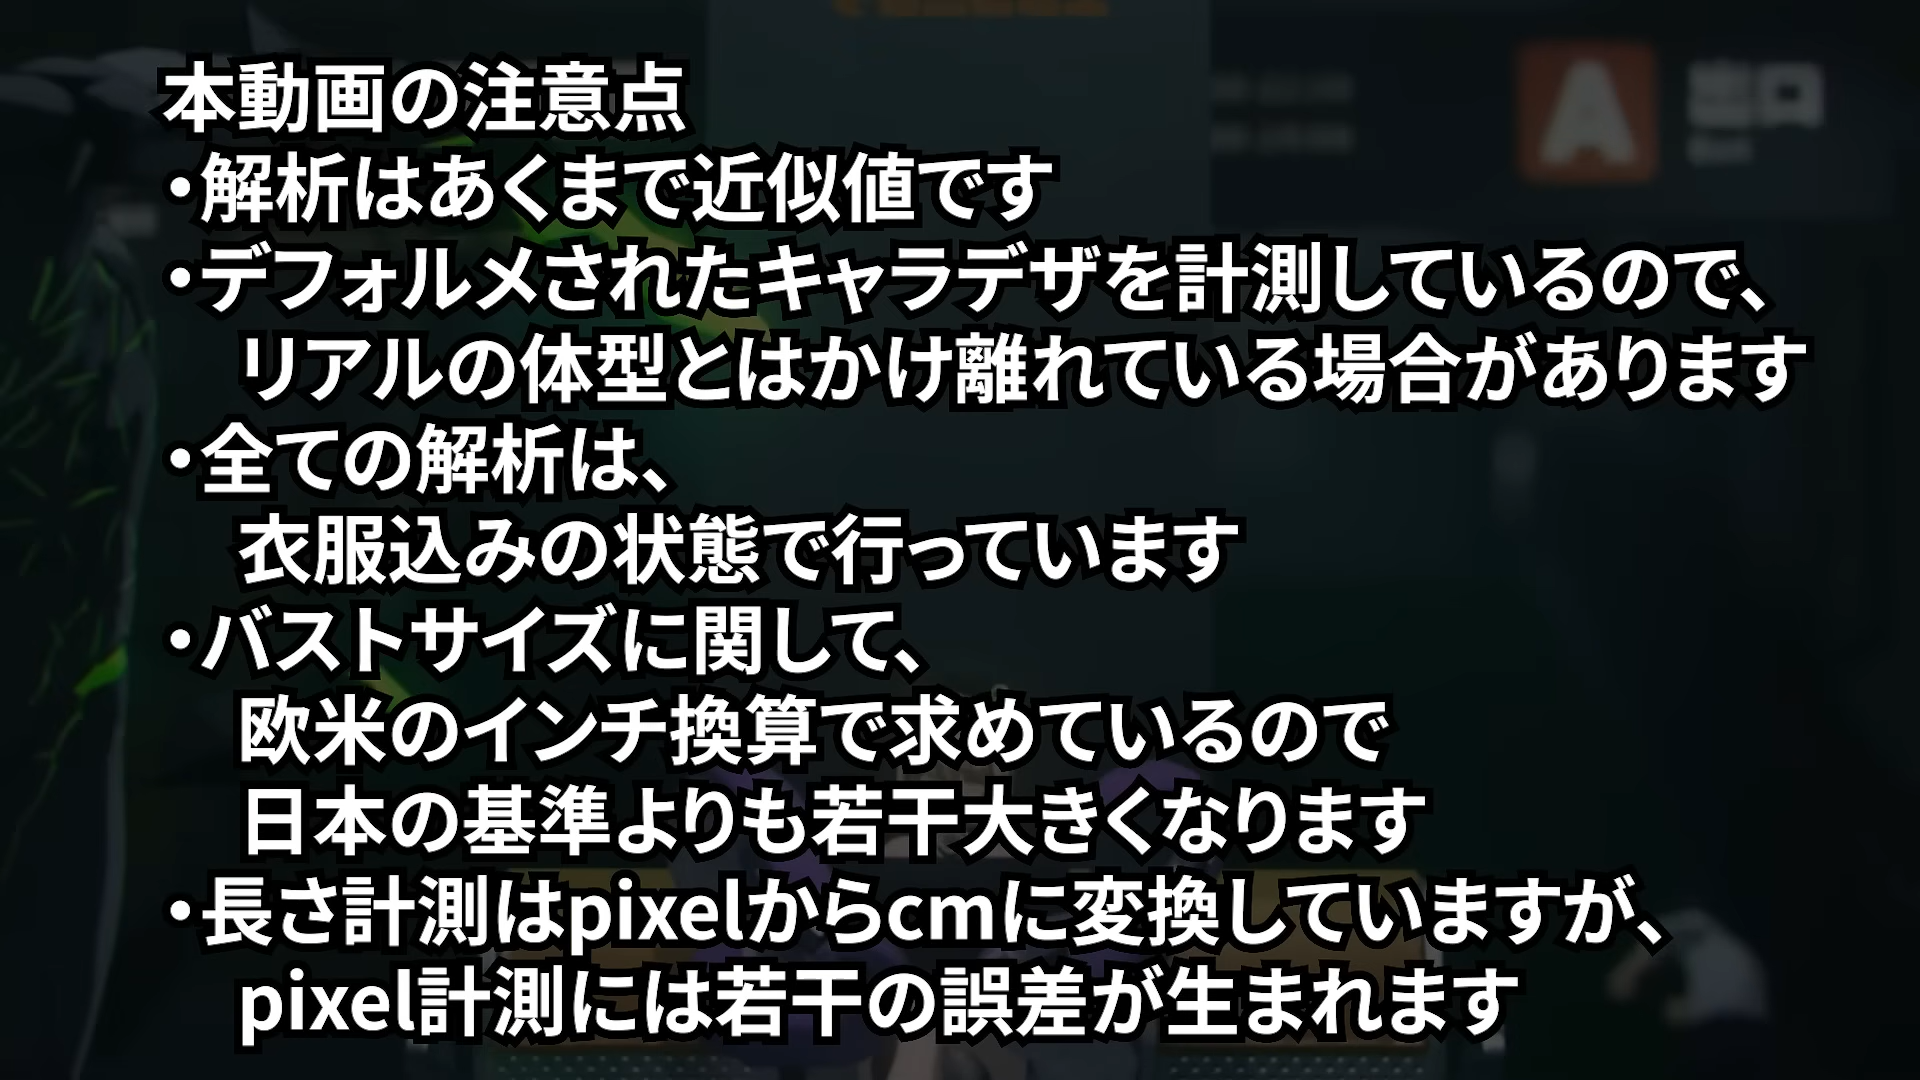 本動画の注意点
・解析はあくまで近似値です
・デフォルメされたキャラデザを計測しているので、
リアルの体型とはかけ離れている場合があります
・全ての解析は、
衣服込みの状態で行っています
・バストサイズに関して、
欧米のインチ換算で求めているので
日本の基準よりも若干大きくなります
・長さ計測はpixelからcmに変換していますが、
pixel計測には若干の誤差が生まれます
A